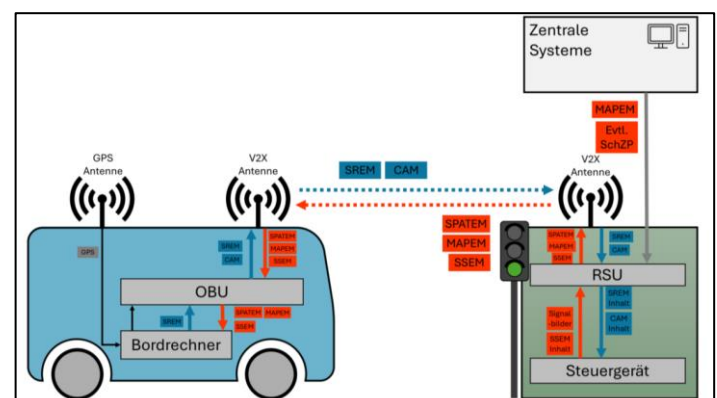 Zentrale
Systeme
MAPEM
Evtl.
SchZP
GPS
Antenne
V2X
Antenne
SREM CAM
V2X
Antenne
SPATEM
MAPEM
SSEM
GPS
SREM
CAM
SPATEM
MAPEM
SSEM
OBU
SREM
SPATEM MAPEM
SSEM
Bordrechner
SPATEM
MAPEM
SSEM
SREM
CAM
RSU
Signal
-bilder
SSEM
Inhalt
SREM
Inhalt
CAM
Inhalt
Steuergerät